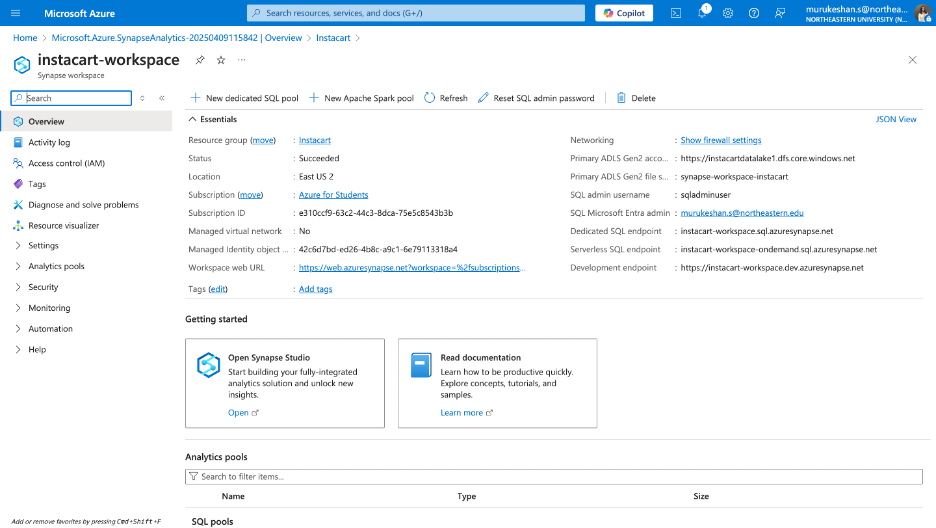 Microsoft Azure
Search resources, services, and docs (G+/)
Copilot
1
murukeshan.s@northea...
NORTHEASTERN UNIVERSITY (N...
Home > Microsoft.Azure.SynapseAnalytics-20250409115842 | Overview > Instacart >
instacart-workspace
Synapse workspace
Search
New dedicated SQL pool
New Apache Spark pool
Refresh
Reset SQL admin password
Delete
Overview
Activity log
Access control (IAM)
Tags
Diagnose and solve problems
Resource visualizer
Settings
Analytics pools
Security
Monitoring
Automation
Help
Add or remove favorites by pressing Cmd+Shift+F
Essentials
JSON View
Resource group (move) : Instacart
Status : Succeeded
Location : East US 2
Subscription (move) : Azure for Students
Subscription ID : e310ccf9-63c2-44c3-8dca-75e5c8543b3b
Managed virtual network : No
Managed Identity object ... : 42c6d7bd-ed26-4b8c-a9c1-6e79113318a4
Workspace web URL : https://web.azuresynapse.net?workspace=%2fsubscriptions...
Tags (edit) : Add tags
Networking : Show firewall settings
Primary ADLS Gen2 acco... : https://instacartdatalake1.dfs.core.windows.net
Primary ADLS Gen2 file s... : synapse-workspace-instacart
SQL admin username : sqladminuser
SQL Microsoft Entra admin : murukeshan.s@northeastern.edu
Dedicated SQL endpoint : instacart-workspace.sql.azuresynapse.net
Serverless SQL endpoint : instacart-workspace-ondemand.sql.azuresynapse.net
Development endpoint : https://instacart-workspace.dev.azuresynapse.net
Getting started
Open Synapse Studio
Start building your fully-integrated
analytics solution and unlock new
insights.
Open
Read documentation
Learn how to be productive quickly.
Explore concepts, tutorials, and
samples.
Learn more
Analytics pools
Search to filter items...
Name Type Size
SQL pools